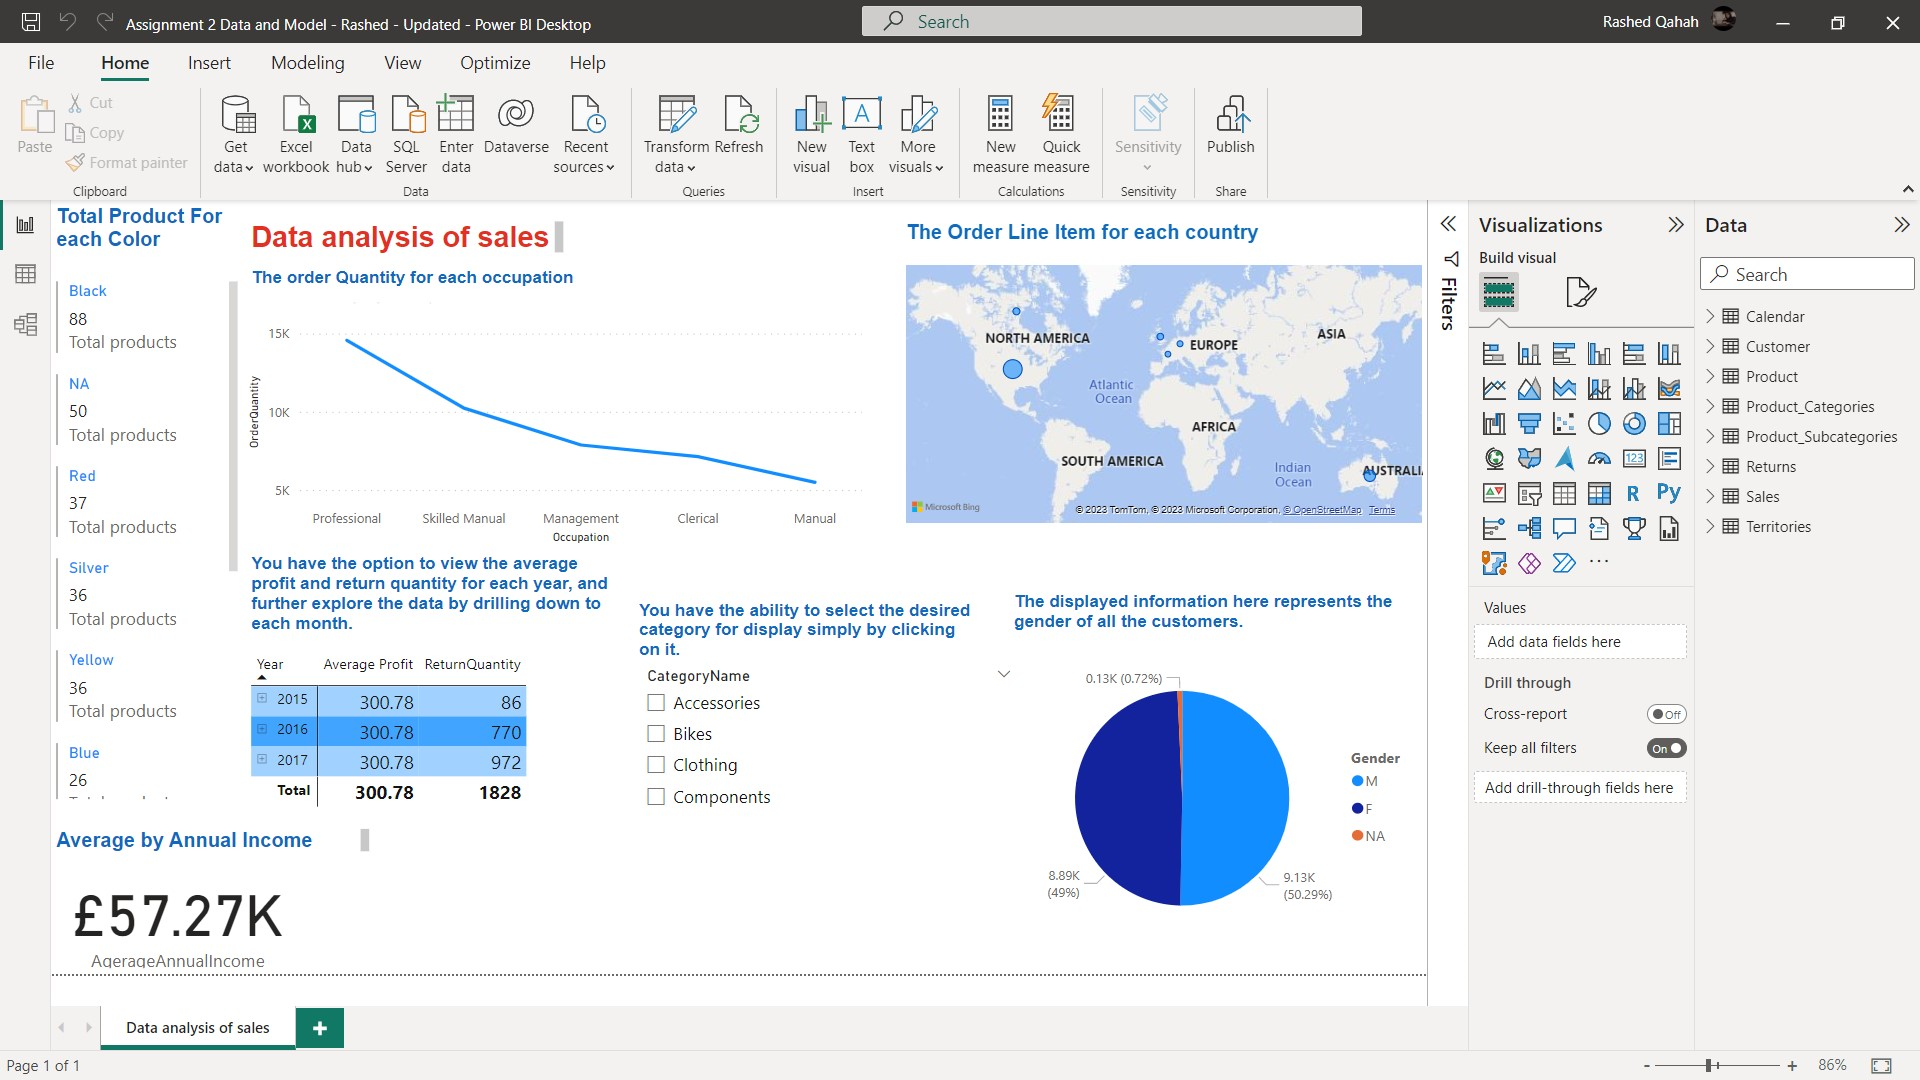 Assignment 2 Data and Model - Rashed - Updated - Power BI Desktop
Search
Rashed Qahah
File
Home
Insert
Modeling
View
Optimize
Help
Paste
Cut
Copy
Format painter
Clipboard
Get data
Excel workbook
Data hub
SQL Server
Enter data
Dataverse
Recent sources
Data
Transform data
Refresh
Queries
New visual
Text box
More visuals
Insert
New measure
Quick measure
Calculations
Sensitivity
Sensitivity
Publish
Share
Total Product For
each Color
Black
88
Total products
NA
50
Total products
Red
37
Total products
Silver
36
Total products
Yellow
36
Total products
Blue
26
Data analysis of sales
The order Quantity for each occupation
OrderQuantity
15K
10K
5K
Professional
Skilled Manual
Management
Clerical
Manual
Occupation
The Order Line Item for each country
NORTH AMERICA
EUROPE
ASIA
Atlantic
Ocean
AFRICA
SOUTH AMERICA
Indian
Ocean
AUSTRALI
Microsoft Bing
© 2023 TomTom, © 2023 Microsoft Corporation, © OpenStreetMap Terms
You have the option to view the average
profit and return quantity for each year, and
further explore the data by drilling down to
each month.
Year Average Profit ReturnQuantity
2015 300.78 86
2016 300.78 770
2017 300.78 972
Total 300.78 1828
You have the ability to select the desired
category for display simply by clicking
on it.
CategoryName
Accessories
Bikes
Clothing
Components
The displayed information here represents the
gender of all the customers.
0.13K (0.72%)
8.89K
(49%)
9.13K
(50.29%)
Gender
M
F
NA
Average by Annual Income
£57.27K
AgerageAnnualIncome
Filters
Visualizations
Build visual
123
R
Py
Values
Add data fields here
Drill through
Cross-report
Off
Keep all filters
On
Add drill-through fields here
Data
Search
Calendar
Customer
Product
Product_Categories
Product_Subcategories
Returns
Sales
Territories
Data analysis of sales
Page 1 of 1
86%